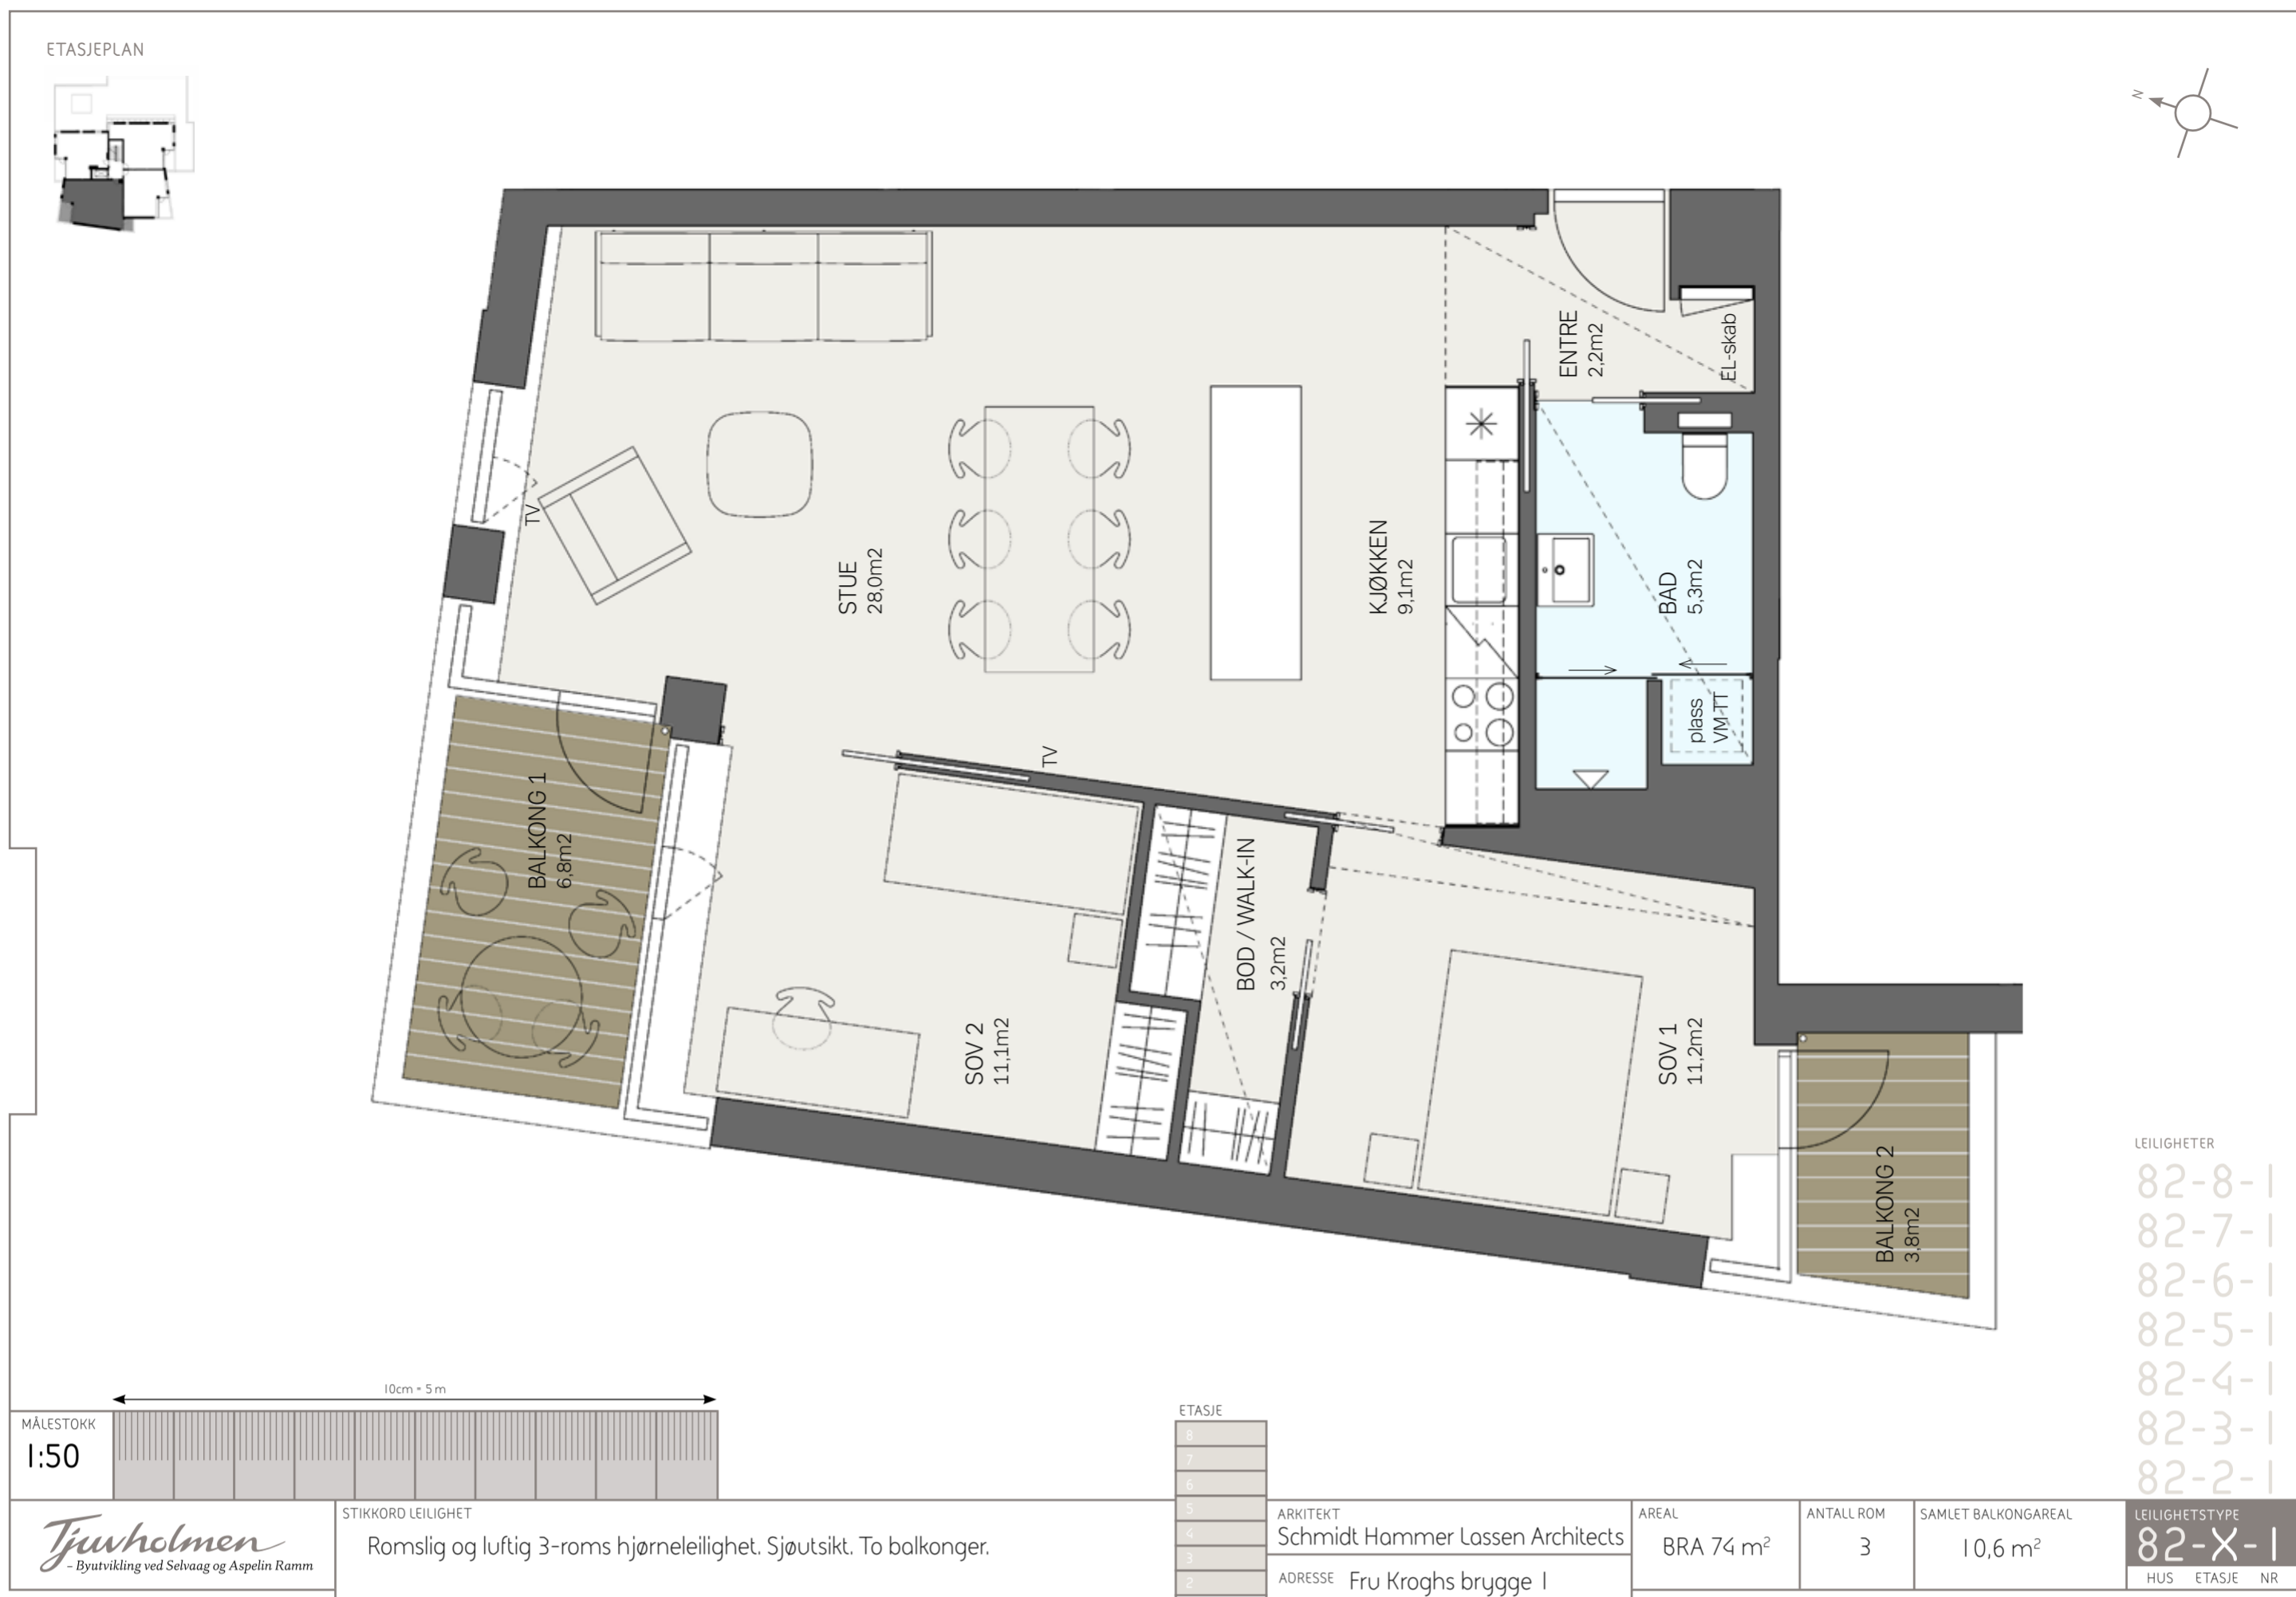 ETASJEPLAN
N
ENTRE
2,2m2
EL-skab
TV
STUE
28,0m2
KJØKKEN
9,1m2
BAD
5,3m2
plass
VM TT
TV
BALKONG 1
6,8m2
BOD / WALK-IN
3,2m2
SOV 2
11,1m2
SOV 1
11,2m2
BALKONG 2
3,8m2
LEILIGHETER
82-8-1
82-7-1
82-6-1
82-5-1
82-4-1
82-3-1
82-2-1
10cm = 5 m
MÅLESTOKK
1:50
ETASJE
8
7
6
5
4
3
2
Tjuvholmen
- Byutvikling ved Selvaag og Aspelin Ramm
STIKKORD LEILIGHET
Romslig og luftig 3-roms hjørneleilighet. Sjøutsikt. To balkonger.
ARKITEKT
Schmidt Hammer Lassen Architects
ADRESSE Fru Kroghs brygge 1
AREAL
BRA 74 m²
ANTALL ROM
3
SAMLET BALKONGAREAL
10,6 m²
LEILIGHETSTYPE
82-X-1
HUS ETASJE NR